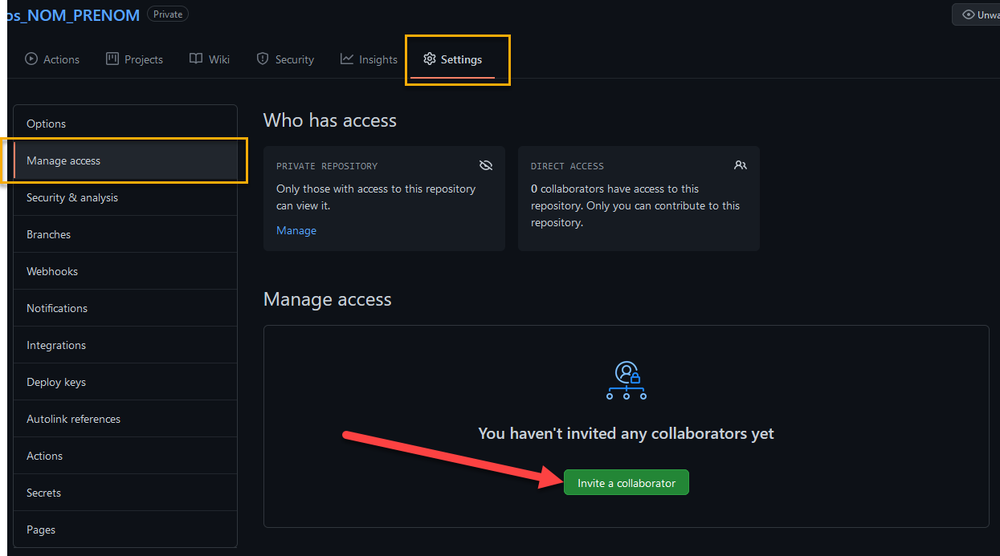 os_NOM_PRENOM Private
Unwa
Actions Projects Wiki Security Insights Settings
Options
Manage access
Security & analysis
Branches
Webhooks
Notifications
Integrations
Deploy keys
Autolink references
Actions
Secrets
Pages
Who has access
PRIVATE REPOSITORY
Only those with access to this repository
can view it.
Manage
DIRECT ACCESS
0 collaborators have access to this
repository. Only you can contribute to this
repository.
Manage access
You haven't invited any collaborators yet
Invite a collaborator